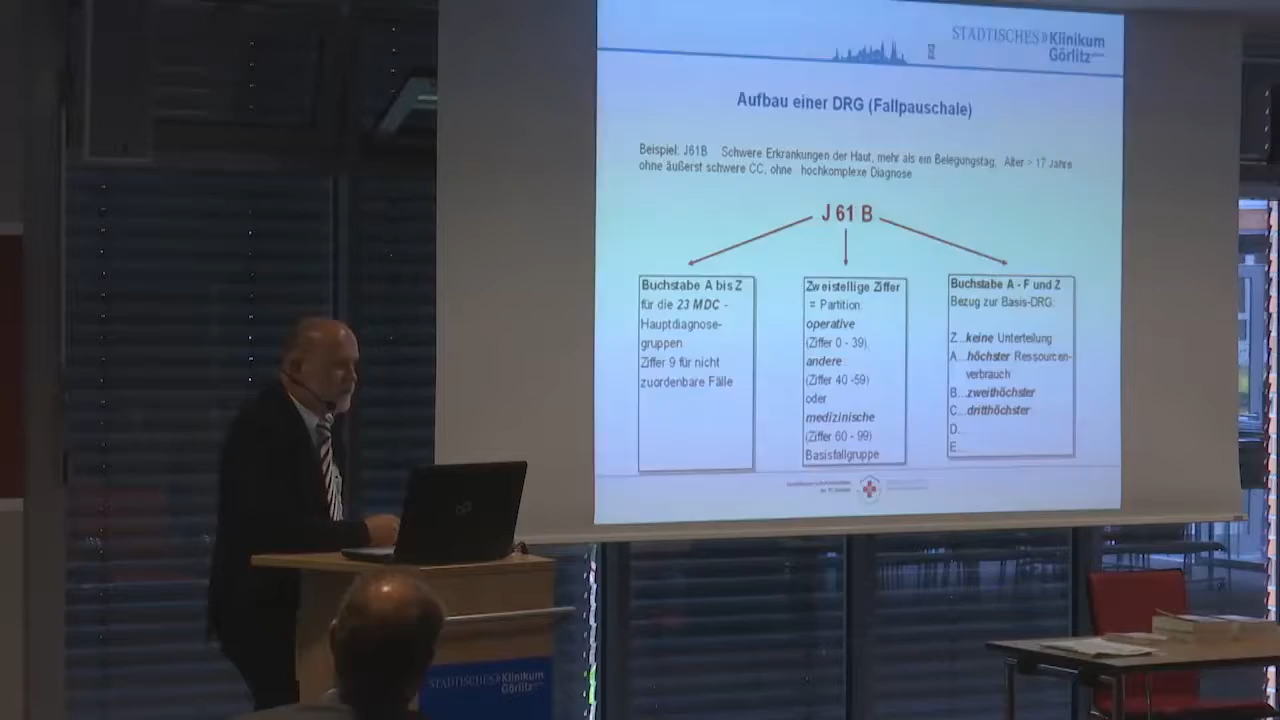 STÄDTISCHES Klinikum
Görlitz
Aufbau einer DRG (Fallpauschale)
Beispiel: J61B Schwere Erkrankungen der Haut, mehr als ein Belegungstag, Alter > 17 Jahre
ohne äußerst schwere CC, ohne hochkomplexe Diagnose
J 61 B
Buchstabe A bis Z
für die 23 MDC -
Hauptdiagnose-
gruppen
Ziffer 9 für nicht
zuordenbare Fälle
Zweistellige Ziffer
= Partition:
operative
(Ziffer 0 - 39),
andere
(Ziffer 40 -59)
oder
medizinische
(Ziffer 60 - 99)
Basisfallgruppe
Buchstabe A - F und Z
Bezug zur Basis-DRG:
Z...keine Unterteilung
A...höchster Ressourcen-
verbrauch
B...zweithöchster
C...dritthöchster
D...
E...
STÄDTISCHES Klinikum
Görlitz